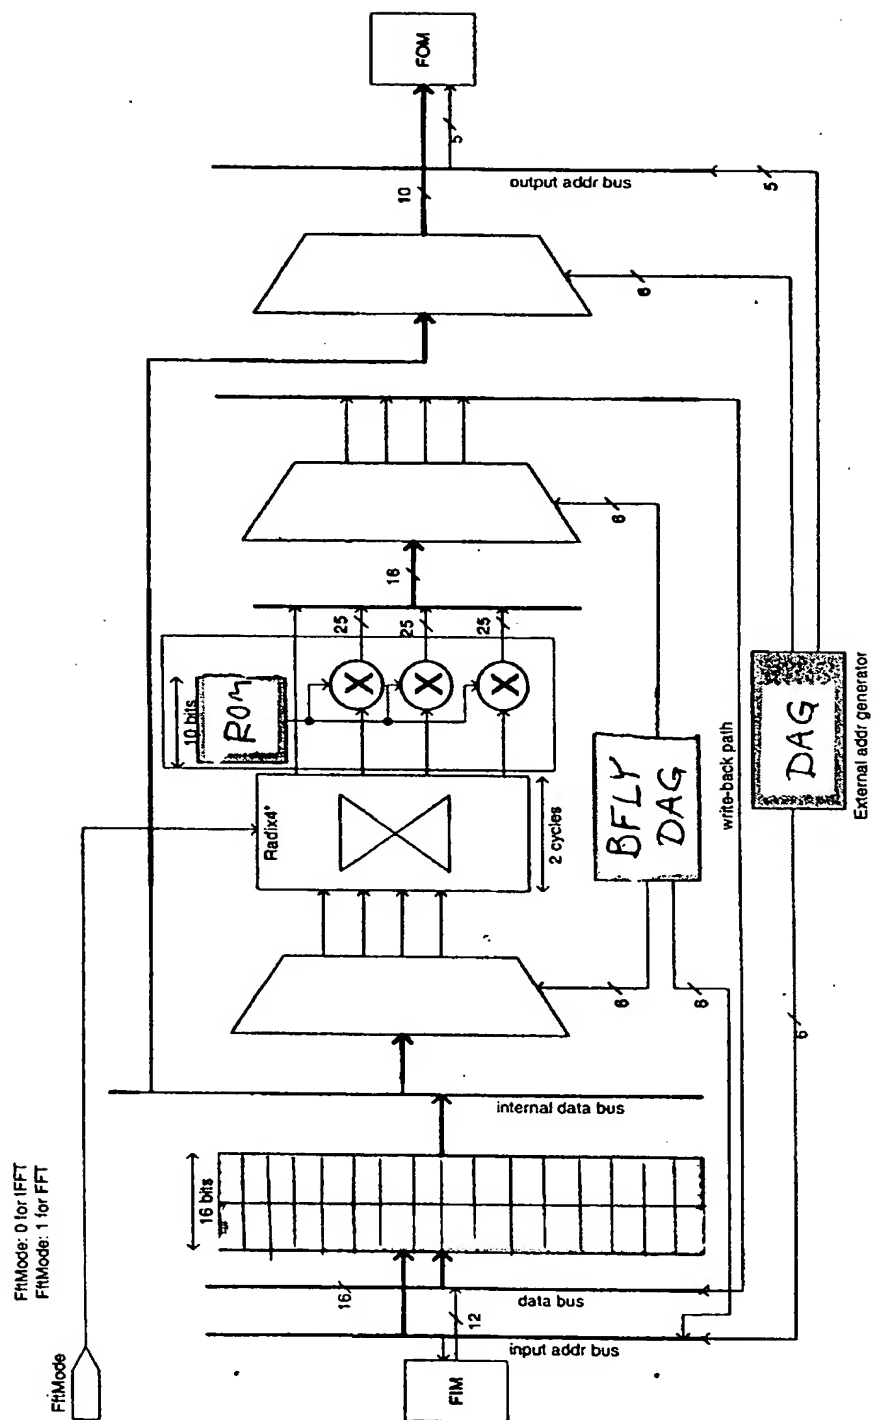 FftMode: 0 for IFFT
FftMode: 1 for FFT
FftMode
10 bits
16 bits
ROM
Radix4*
16
25
12
16
10
25
FOM
5
FIM
25
input addr bus
data bus
internal data bus
output addr bus
2 cycles
6
6
6
6
BFLY
DAG
write-back path
5
6
DAG
External addr generator